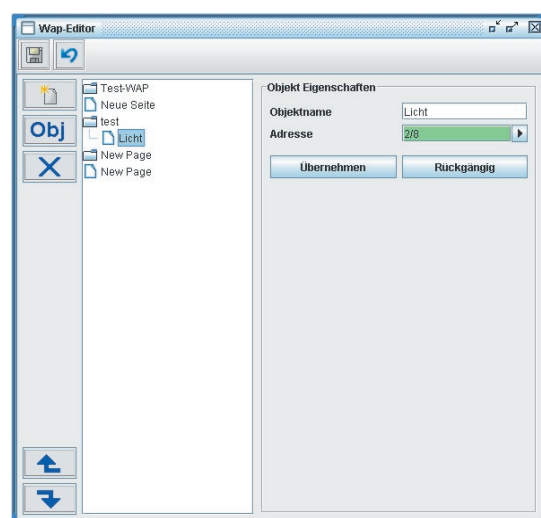 Wap-Editor
Obj
Test-WAP
Neue Seite
test
Licht
New Page
New Page
Objekt Eigenschaften
Objektname Licht
Adresse 2/8
Übernehmen Rückgängig